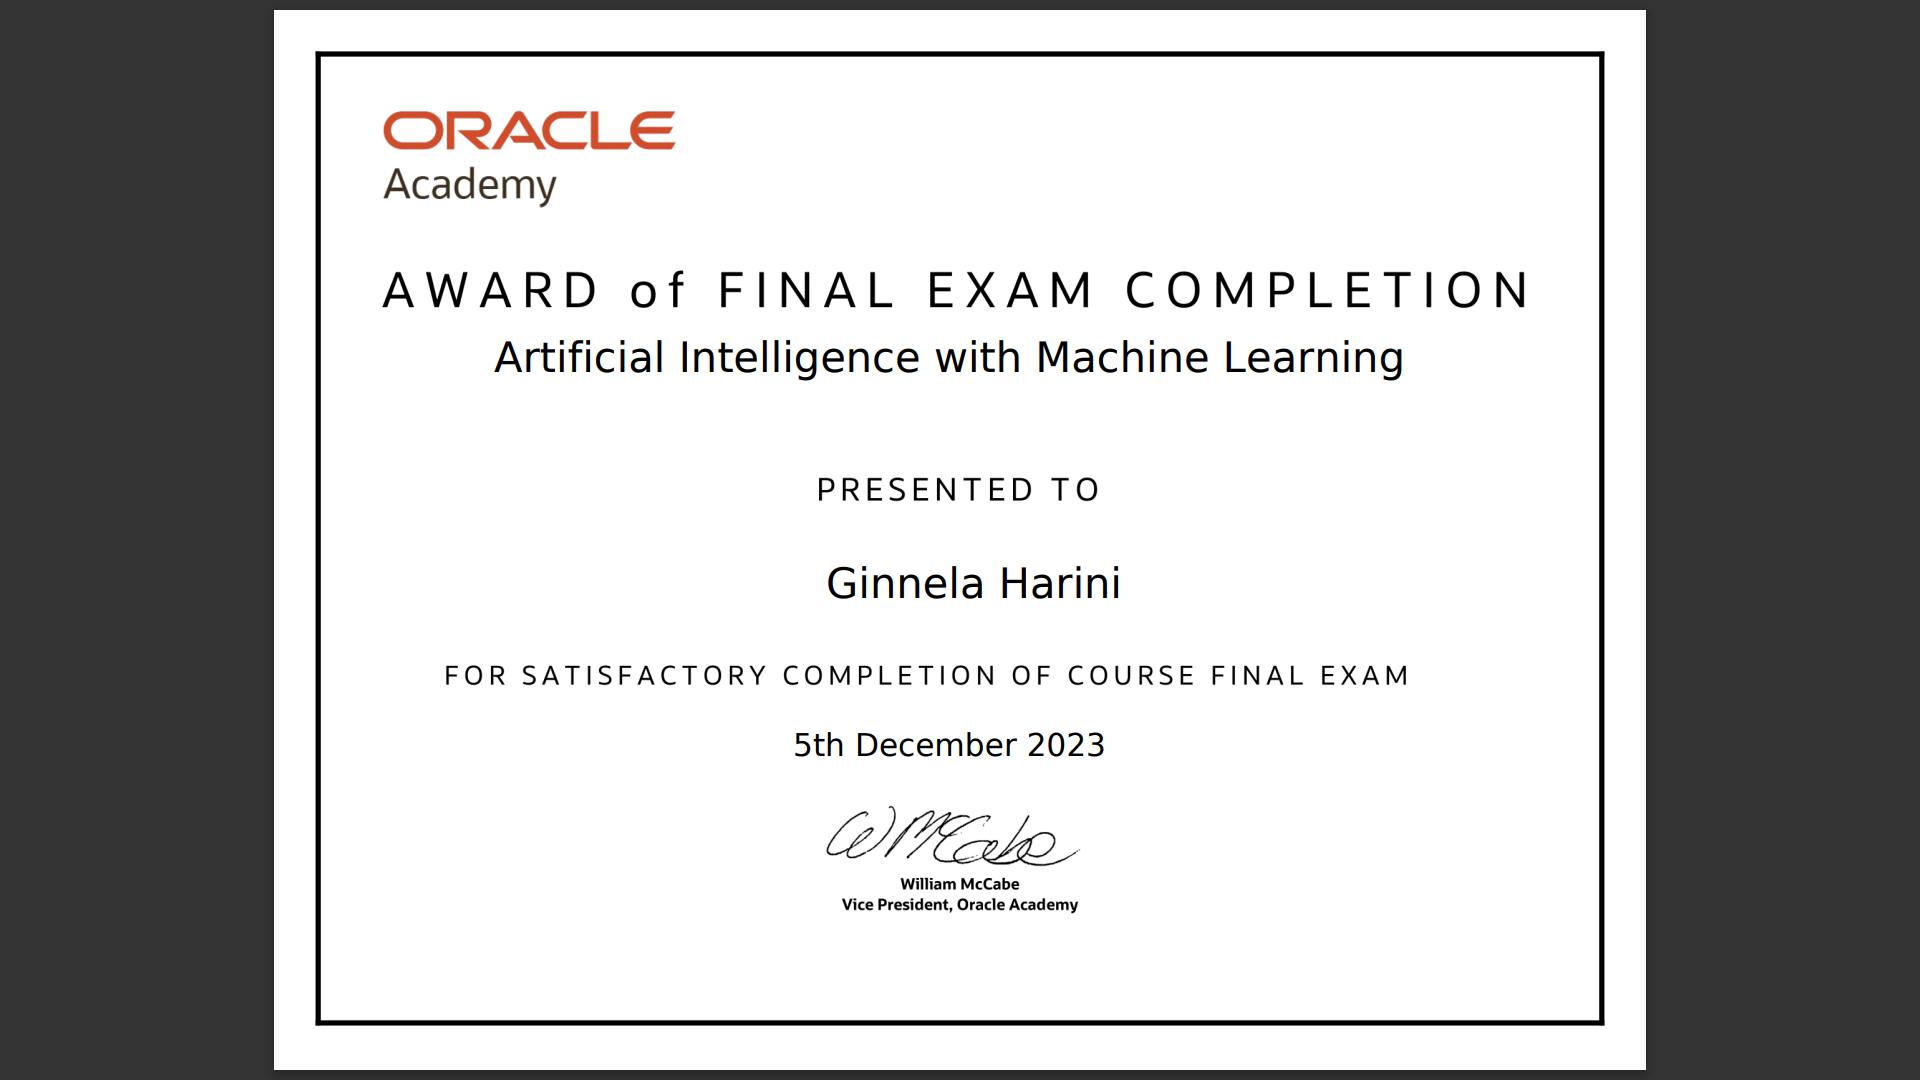 ORACLE
Academy
AWARD of FINAL EXAM COMPLETION
Artificial Intelligence with Machine Learning
PRESENTED TO
Ginnela Harini
FOR SATISFACTORY COMPLETION OF COURSE FINAL EXAM
5th December 2023
W McCabe
William McCabe
Vice President, Oracle Academy